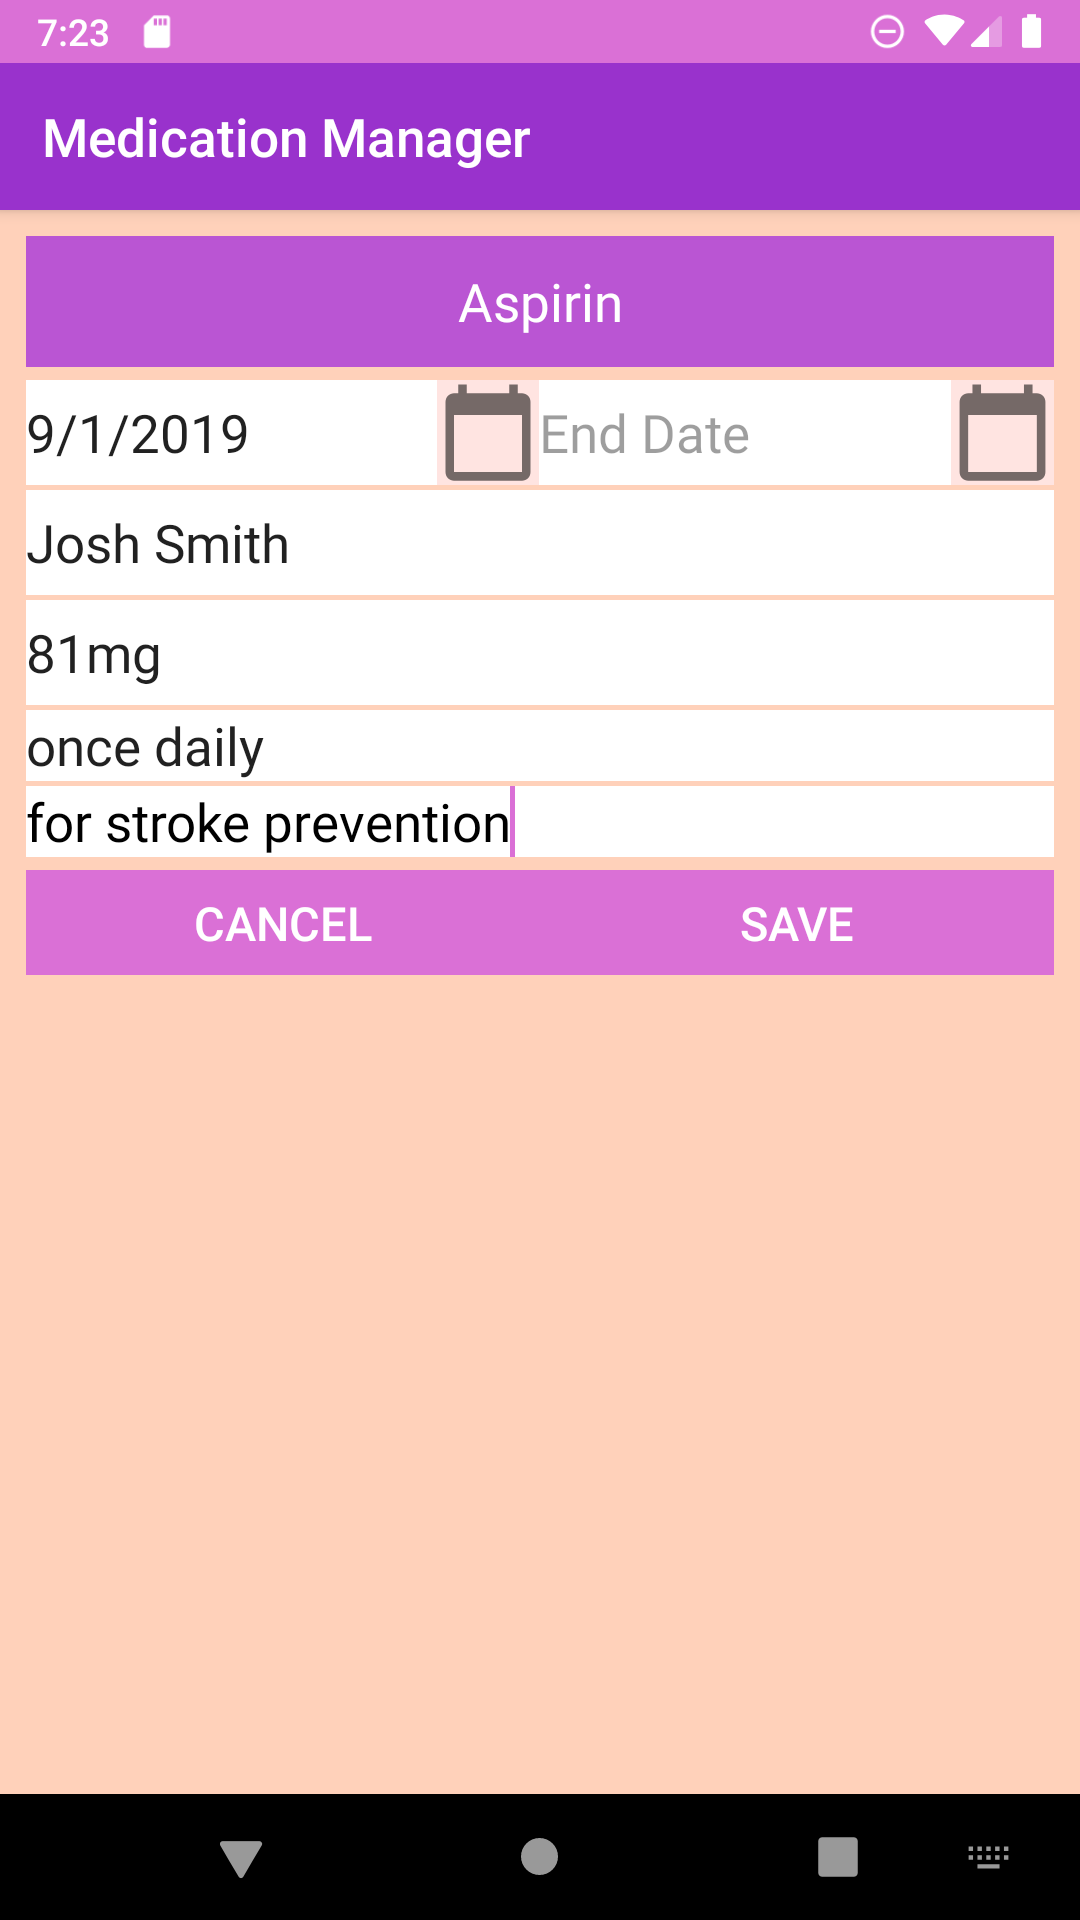 7:23
Medication Manager
Aspirin
9/1/2019 End Date
Josh Smith
81mg
once daily
for stroke prevention
CANCEL SAVE